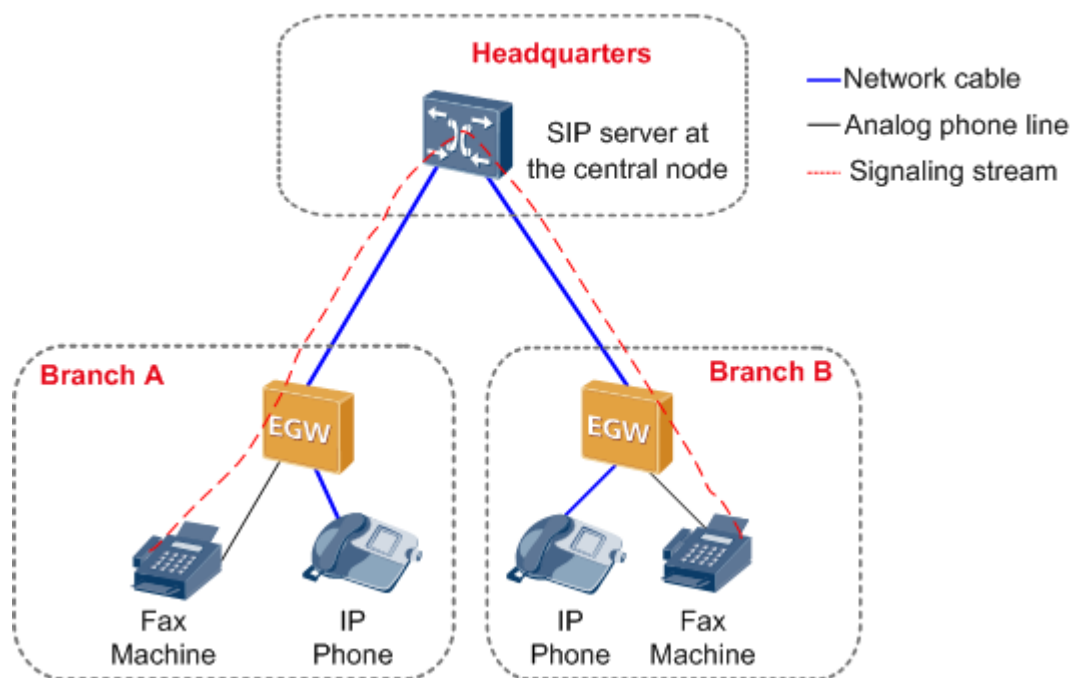 Headquarters
SIP server at
the central node
Network cable
Analog phone line
Signaling stream
Branch A
EGW
Fax
Machine
IP
Phone
Branch B
EGW
IP
Phone
Fax
Machine